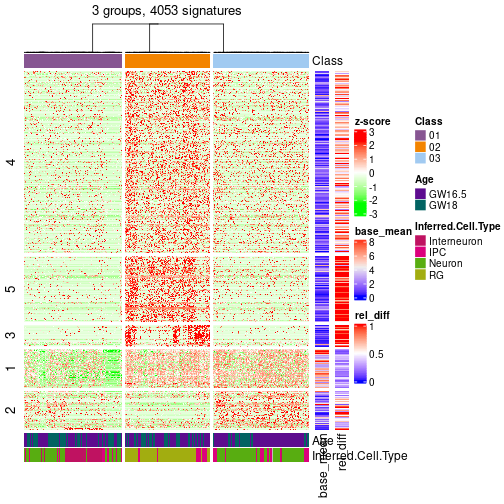 3 groups, 4053 signatures
Class
4
5
3
1
2
Age
Inferred.Cell.Type
base_mean
rel_diff
z-score
3
2
1
0
-1
-2
-3
base_mean
8
6
4
2
0
rel_diff
1
0.5
0
Class
01
02
03
Age
GW16.5
GW18
Inferred.Cell.Type
Interneuron
IPC
Neuron
RG